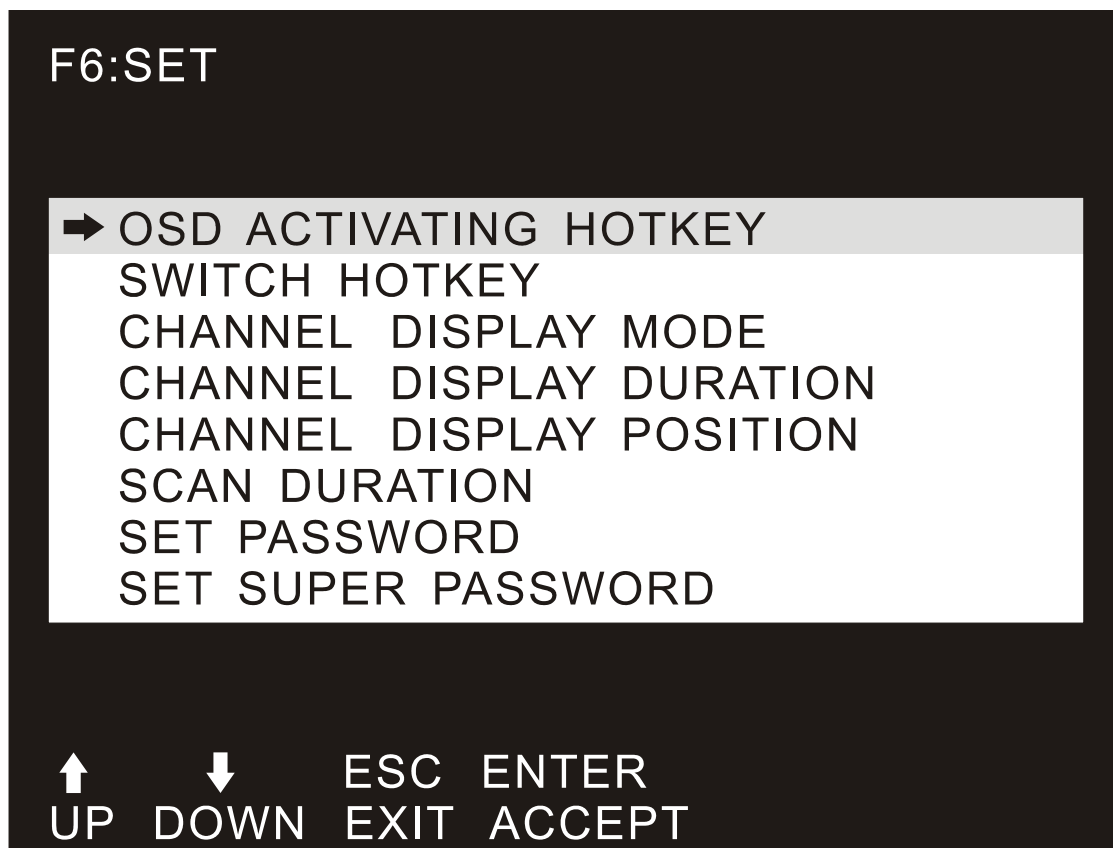 F6:SET
OSD ACTIVATING HOTKEY
SWITCH HOTKEY
CHANNEL DISPLAY MODE
CHANNEL DISPLAY DURATION
CHANNEL DISPLAY POSITION
SCAN DURATION
SET PASSWORD
SET SUPER PASSWORD
ESC ENTER
UP DOWN EXIT ACCEPT